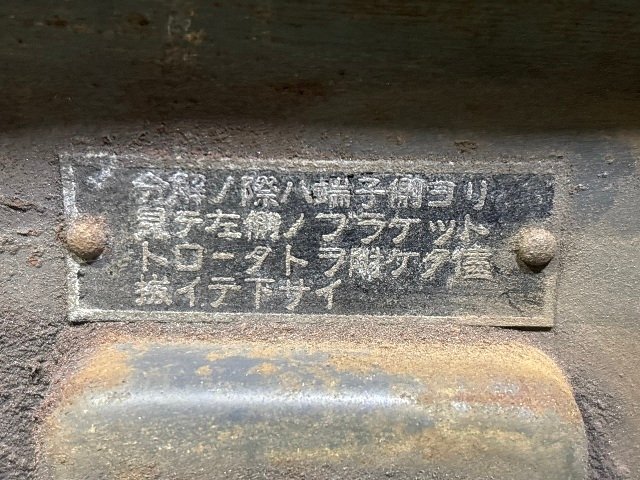 分解ノ際ハ端子側ヨリ
見テ左側ノブラケット
トロータトヲ附ケタ儘
抜イテ下サイ